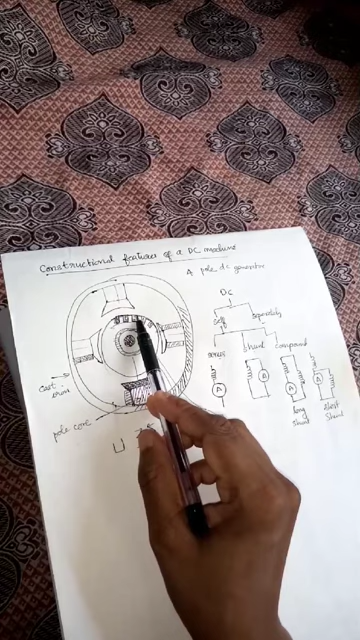 Constructional features of a DC machine
4 pole dc generator
DC
self
separately
series
shunt
compound
A
A
A
A
long
shunt
short
shunt
cast
iron
pole core